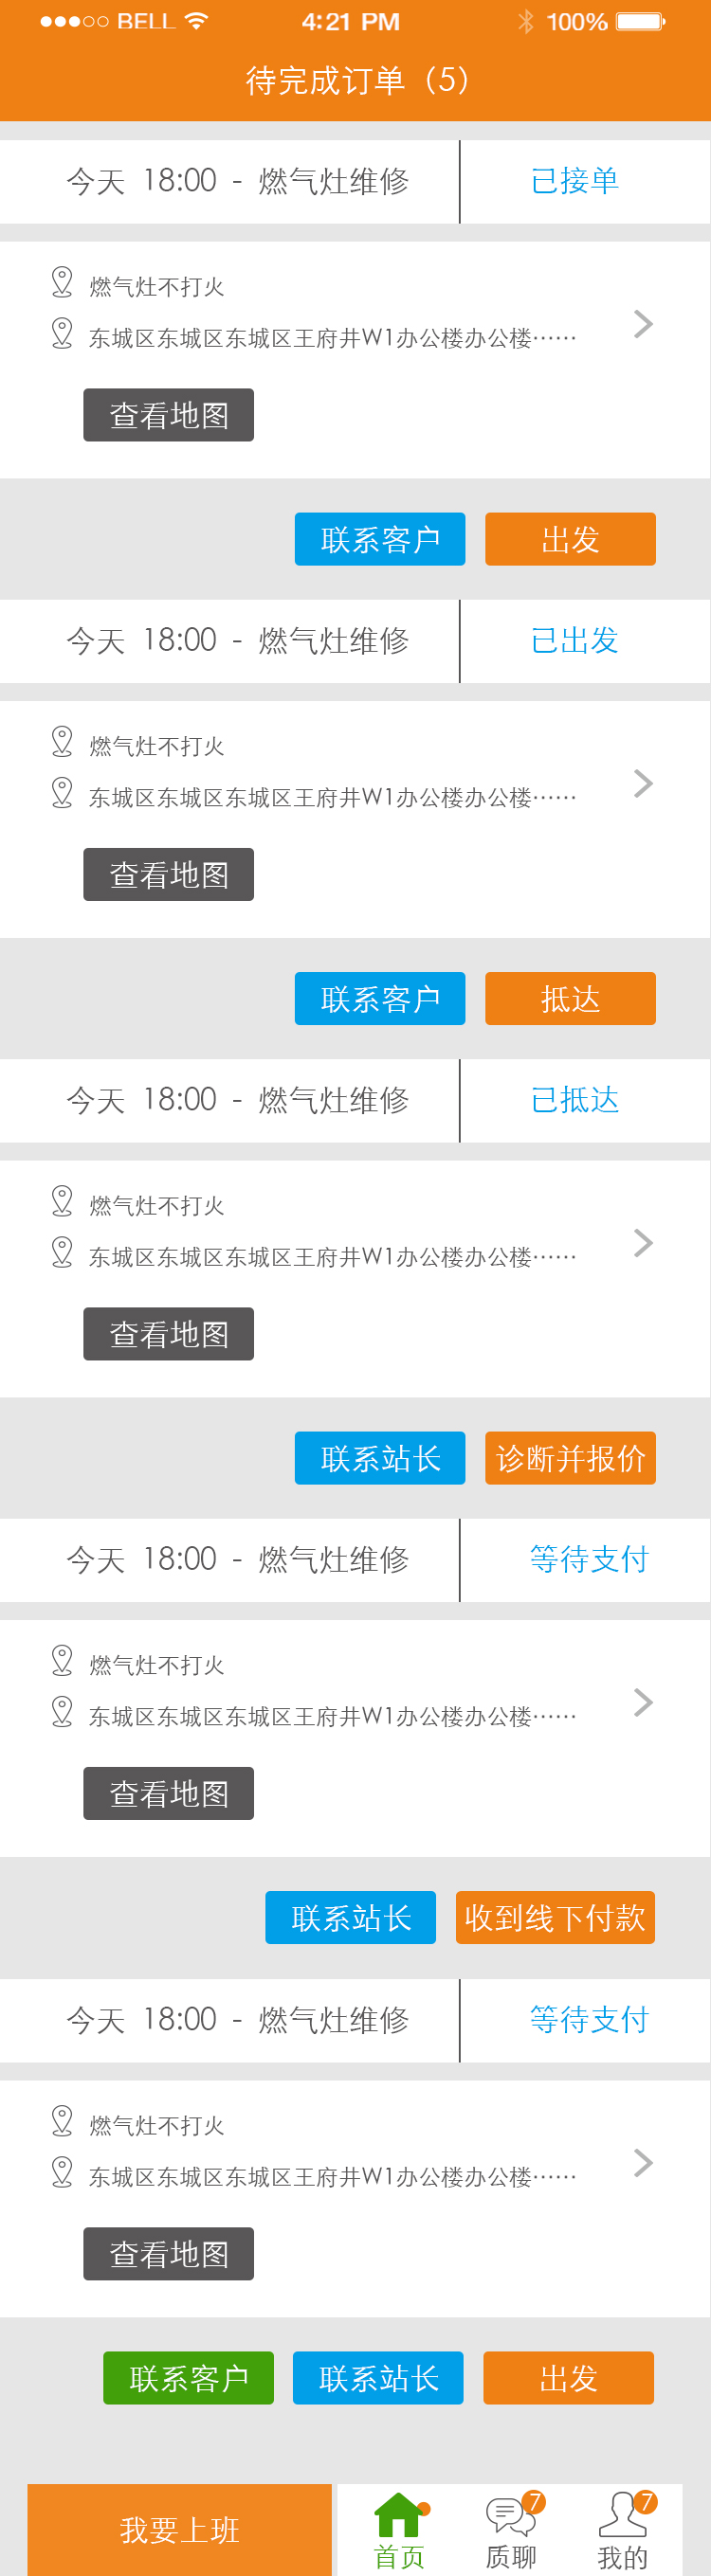 BELL 4:21 PM 100%
待完成订单（5）
今天 18:00 - 燃气灶维修 已接单
燃气灶不打火
东城区东城区东城区王府井W1办公楼办公楼……
查看地图
联系客户 出发
今天 18:00 - 燃气灶维修 已出发
燃气灶不打火
东城区东城区东城区王府井W1办公楼办公楼……
查看地图
联系客户 抵达
今天 18:00 - 燃气灶维修 已抵达
燃气灶不打火
东城区东城区东城区王府井W1办公楼办公楼……
查看地图
联系站长 诊断并报价
今天 18:00 - 燃气灶维修 等待支付
燃气灶不打火
东城区东城区东城区王府井W1办公楼办公楼……
查看地图
联系站长 收到线下付款
今天 18:00 - 燃气灶维修 等待支付
燃气灶不打火
东城区东城区东城区王府井W1办公楼办公楼……
查看地图
联系客户 联系站长 出发
7 7
我要上班 首页 质聊 我的